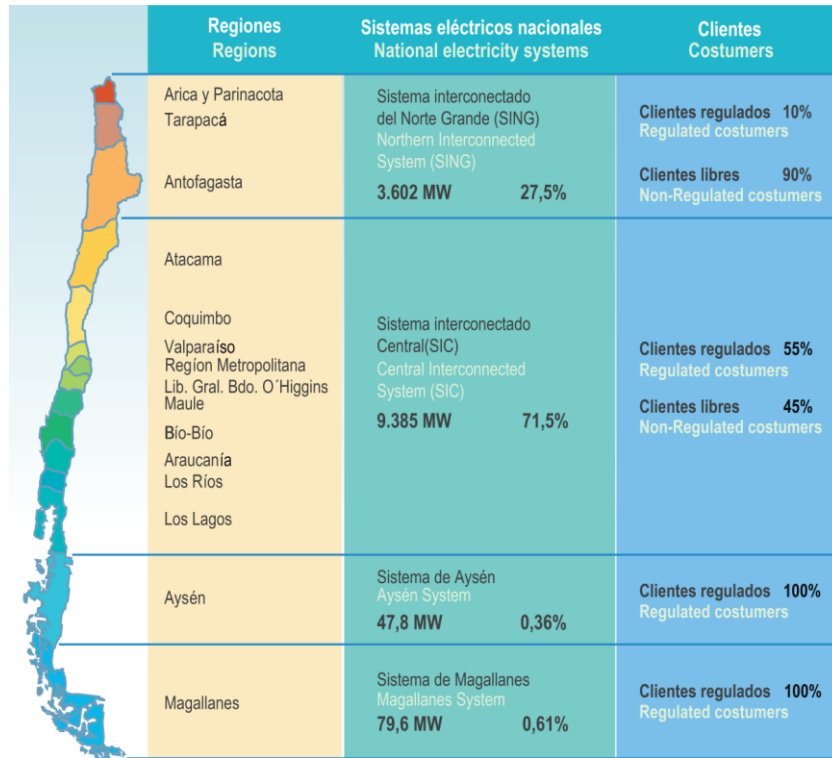 Regiones
Regions
Sistemas eléctricos nacionales
National electricity systems
Clientes
Costumers
Arica y Parinacota
Tarapacá
Antofagasta
Sistema interconectado
del Norte Grande (SING)
Northern Interconnected
System (SING)
3.602 MW 27,5%
Clientes regulados 10%
Regulated costumers
Clientes libres 90%
Non-Regulated costumers
Atacama
Coquimbo
Valparaíso
Regíon Metropolitana
Lib. Gral. Bdo. O´Higgins
Maule
Bío-Bío
Araucanía
Los Ríos
Los Lagos
Sistema interconectado
Central(SIC)
Central Interconnected
System (SIC)
9.385 MW 71,5%
Clientes regulados 55%
Regulated costumers
Clientes libres 45%
Non-Regulated costumers
Aysén
Sistema de Aysén
Aysén System
47,8 MW 0,36%
Clientes regulados 100%
Regulated costumers
Magallanes
Sistema de Magallanes
Magallanes System
79,6 MW 0,61%
Clientes regulados 100%
Regulated costumers